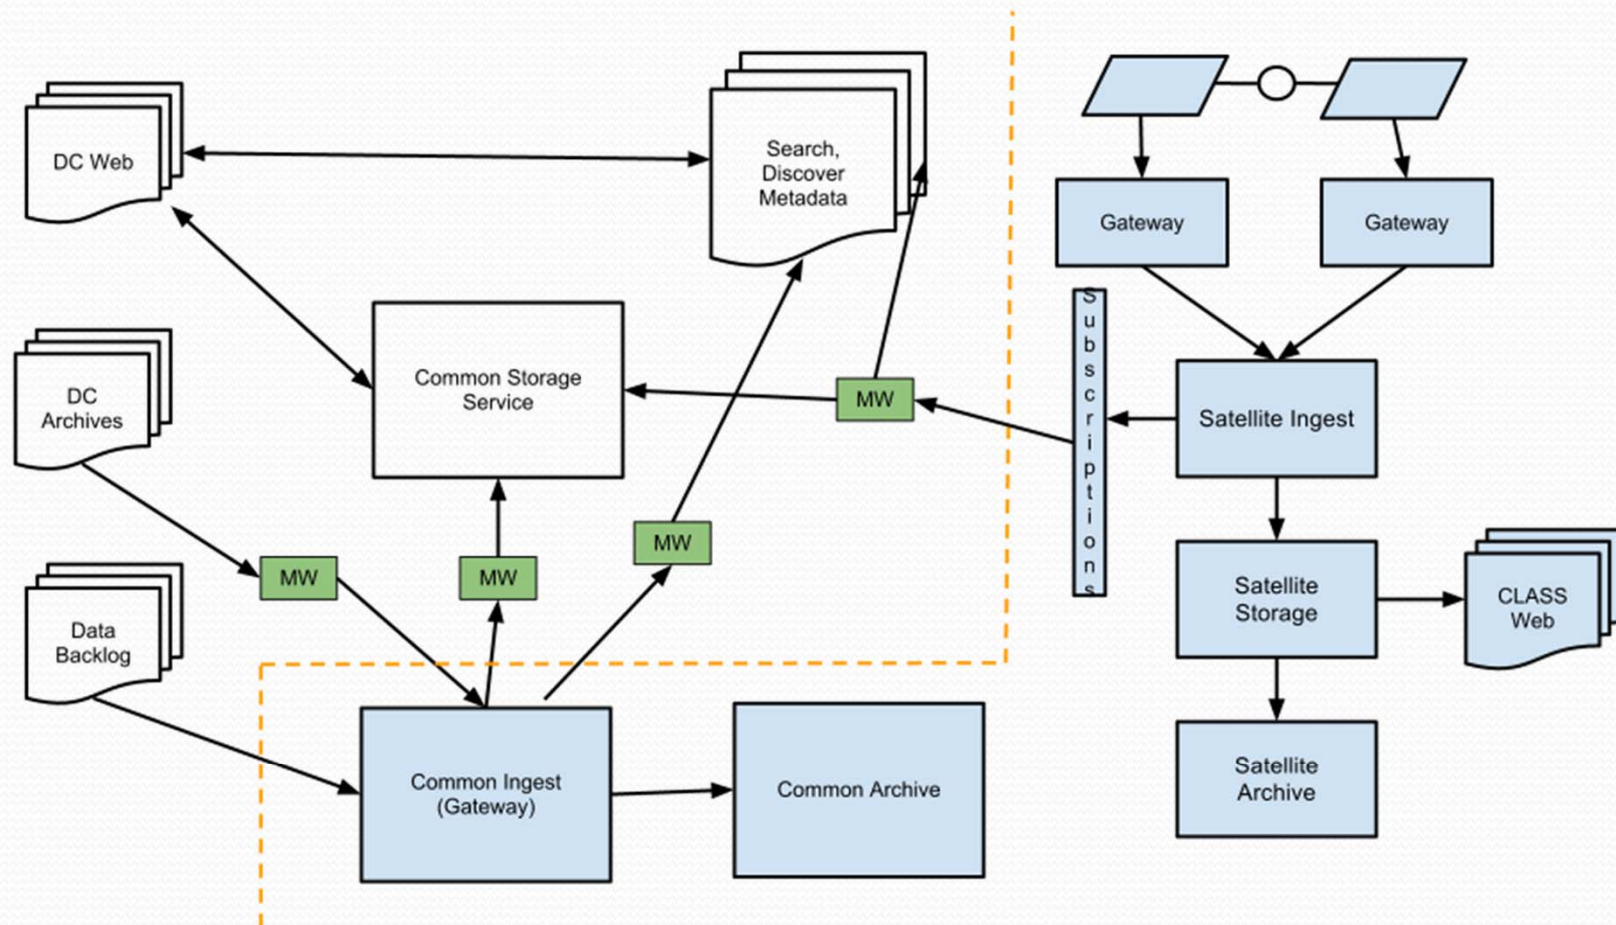 DC Web
Search,
Discover
Metadata
Gateway
Gateway
Subscriptions
DC
Archives
Common Storage
Service
MW
Satellite Ingest
MW
MW
MW
Data
Backlog
Satellite
Storage
CLASS
Web
Common Ingest
(Gateway)
Common Archive
Satellite
Archive